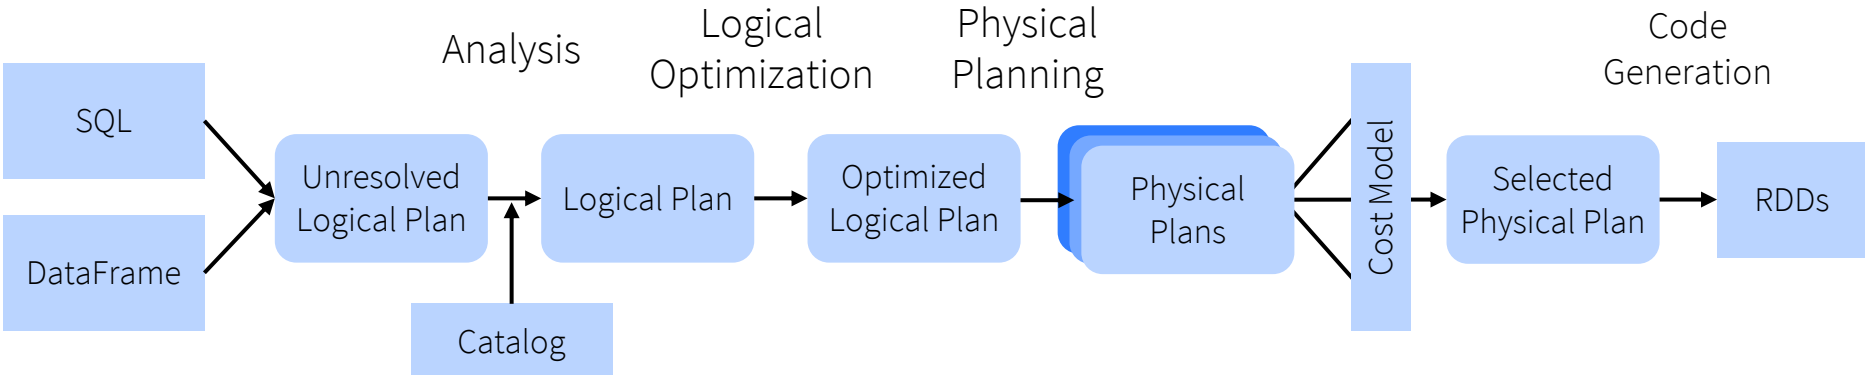 Analysis
Logical
Optimization
Physical
Planning
Code
Generation
SQL
DataFrame
Unresolved
Logical Plan
Catalog
Logical Plan
Optimized
Logical Plan
Physical
Plans
Cost Model
Selected
Physical Plan
RDDs